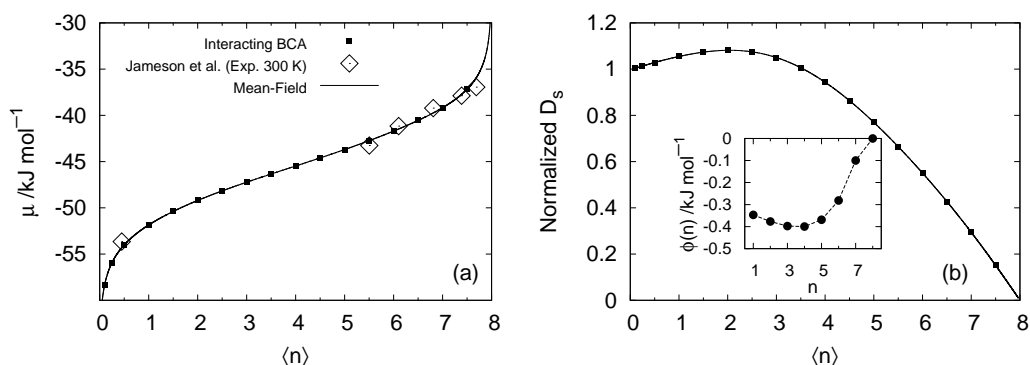 -30
-35
-40
-45
-50
-55
μ /kJ mol⁻¹
Interacting BCA
Jameson et al. (Exp. 300 K)
Mean-Field
(a)
0 1 2 3 4 5 6 7 8
⟨n⟩
1.2
1
0.8
0.6
0.4
0.2
0
Normalized Dₛ
0
-0.1
-0.2
-0.3
-0.4
-0.5
ϕ(n) /kJ mol⁻¹
1 3 5 7
n
(b)
0 1 2 3 4 5 6 7 8
⟨n⟩